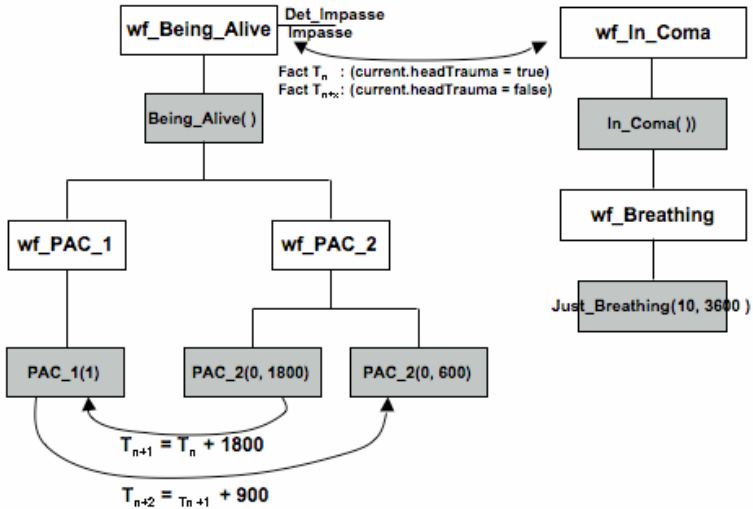 Det_Impasse
wf_Being_Alive
Impasse
wf_In_Coma
Fact Tn : (current.headTrauma = true)
Fact Tn+x : (current.headTrauma = false)
Being_Alive( )
In_Coma( ))
wf_PAC_1
wf_PAC_2
wf_Breathing
Just_Breathing(10, 3600 )
PAC_1(1)
PAC_2(0, 1800)
PAC_2(0, 600)
Tn+1 = Tn + 1800
Tn+2 = Tn+1 + 900